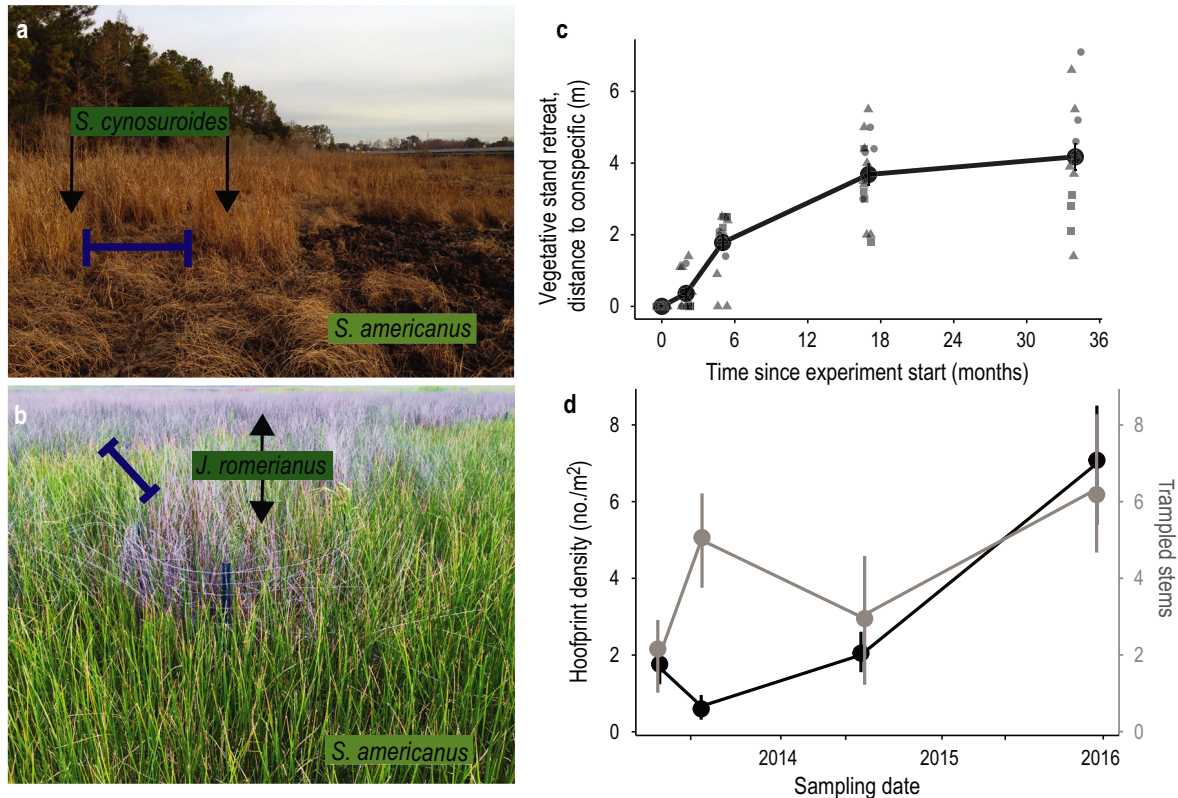 a
S. cynosuroides
S. americanus
b
J. romerianus
S. americanus
c
Vegetative stand retreat,
distance to conspecific (m)
6
4
2
0
0 6 12 18 24 30 36
Time since experiment start (months)
d
Hoofprint density (no./m²)
8
6
4
2
0
8
6
4
2
0
Trampled stems
2014 2015 2016
Sampling date